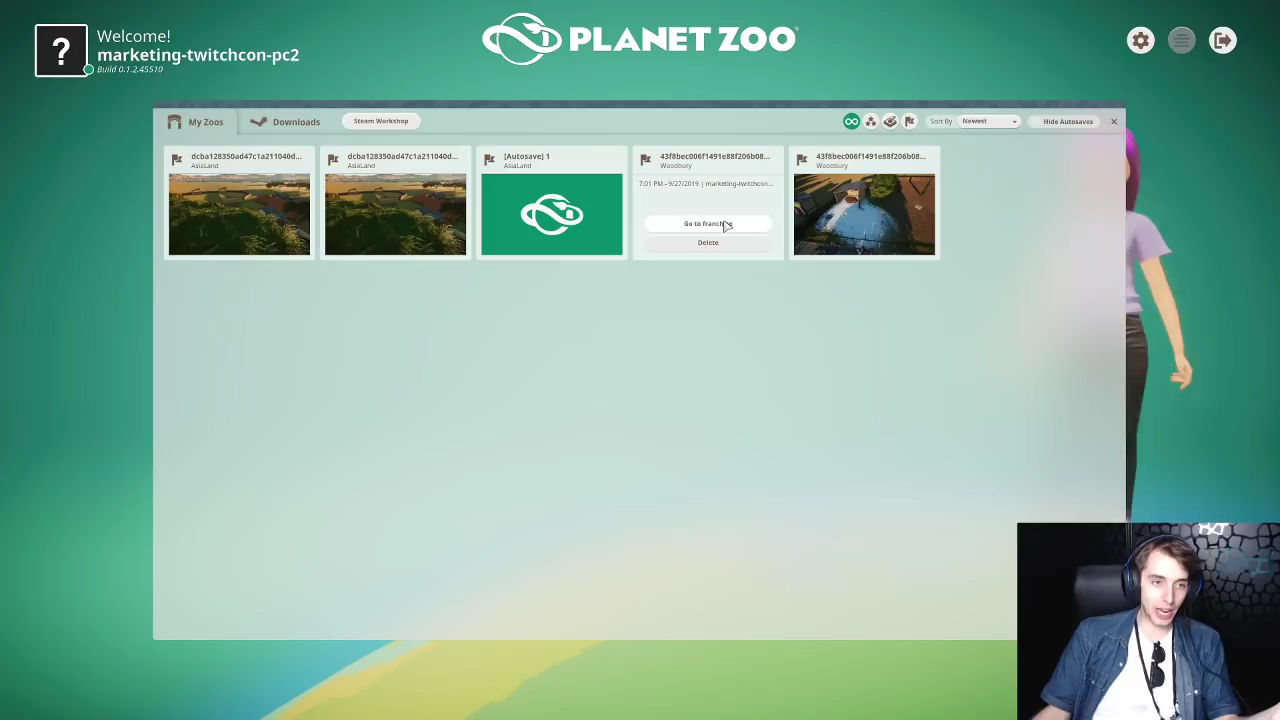 Welcome!
marketing-twitchcon-pc2
Build 0.1.2.45510
?
PLANET ZOO
My Zoos
Downloads
Steam Workshop
Sort By
Newest
Hide Autosaves
dcba128350ad47c1a211040d...
AsiaLand
dcba128350ad47c1a211040d...
AsiaLand
[Autosave] 1
AsiaLand
43f8bec006f1491e88f206b08...
Woodbury
7:01 PM - 9/27/2019 | marketing-twitchcon...
Go to
Delete
43f8bec006f1491e88f206b08...
Woodbury